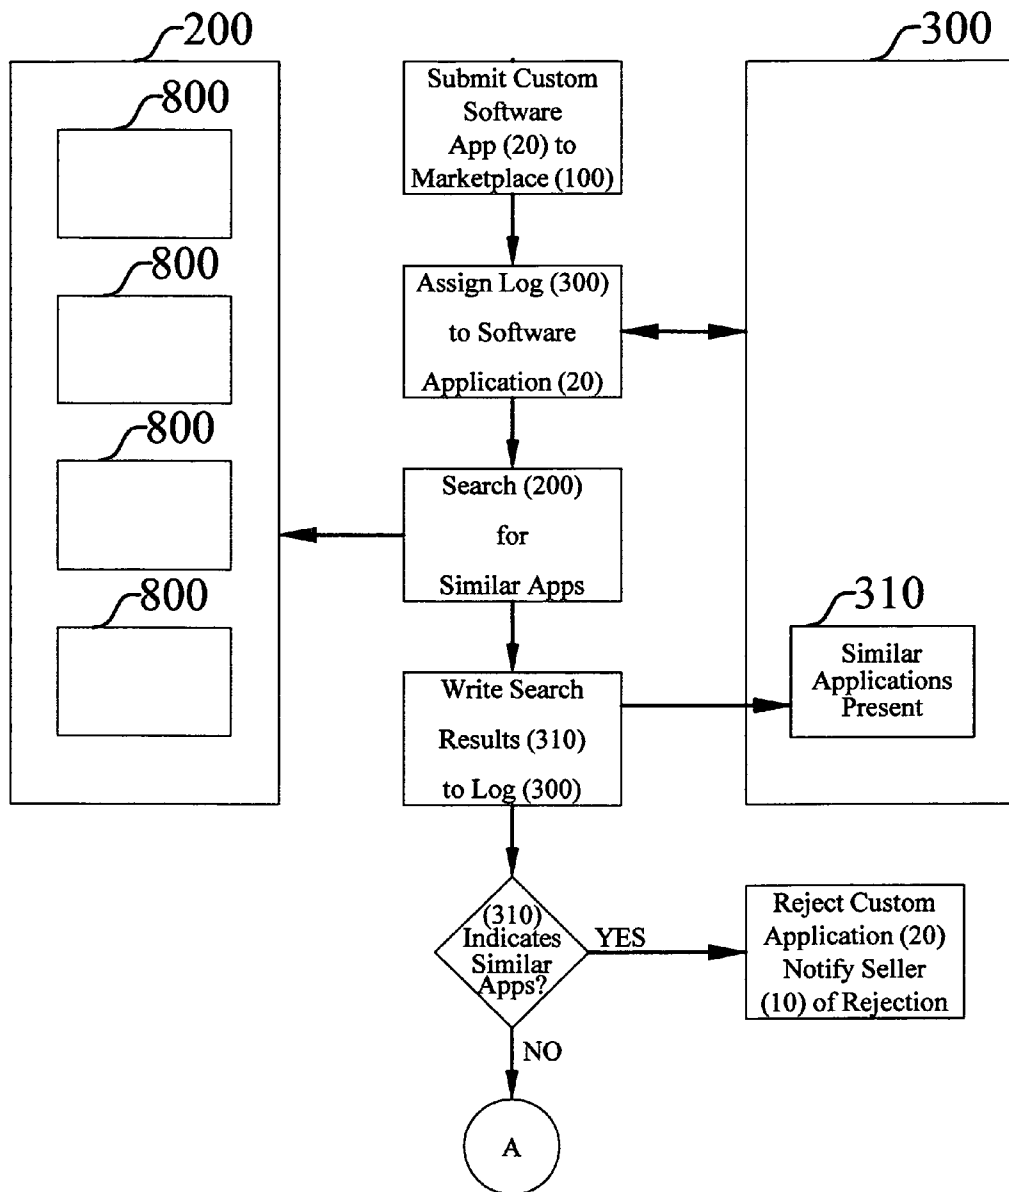 200
800
800
800
800
Submit Custom
Software
App (20) to
Marketplace (100)
Assign Log (300)
to Software
Application (20)
Search (200)
for
Similar Apps
Write Search
Results (310)
to Log (300)
300
310
Similar
Applications
Present
(310)
Indicates
Similar
Apps?
YES
Reject Custom
Application (20)
Notify Seller
(10) of Rejection
NO
A